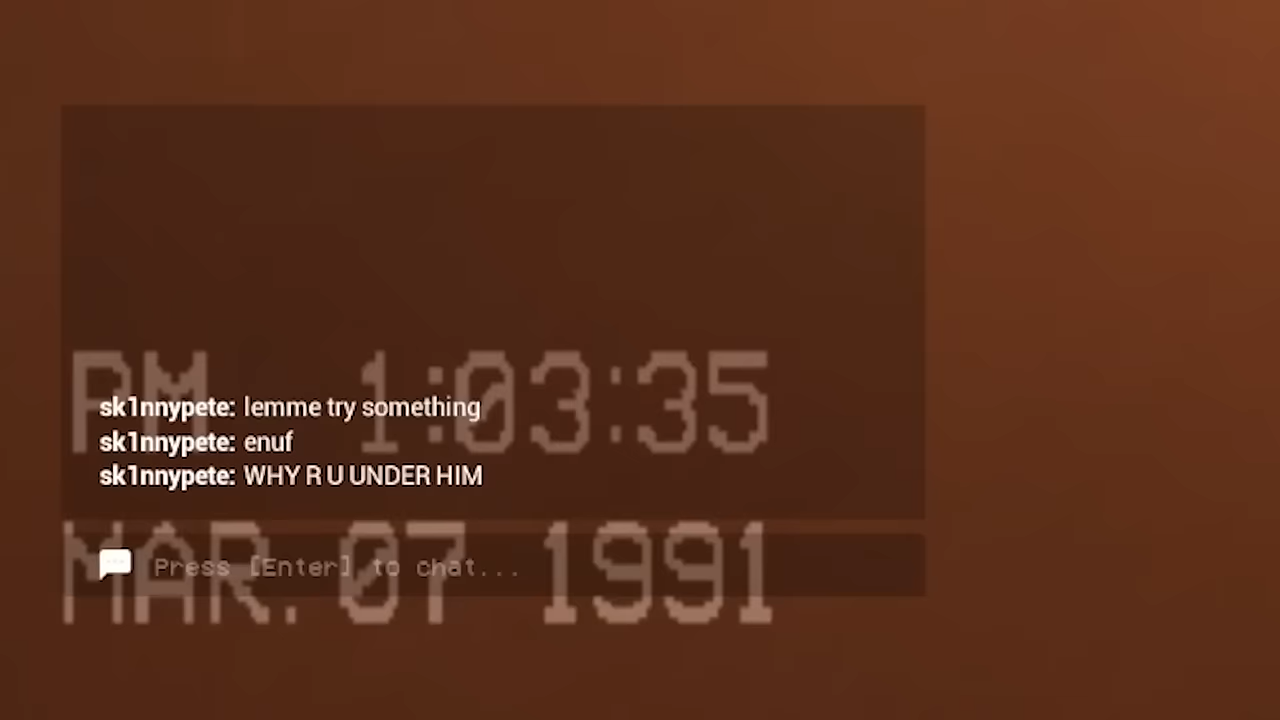 PM 1:03:35
sk1nnypete: lemme try something
sk1nnypete: enuf
sk1nnypete: WHY R U UNDER HIM
MAR. 07 1991
Press [Enter] to chat...